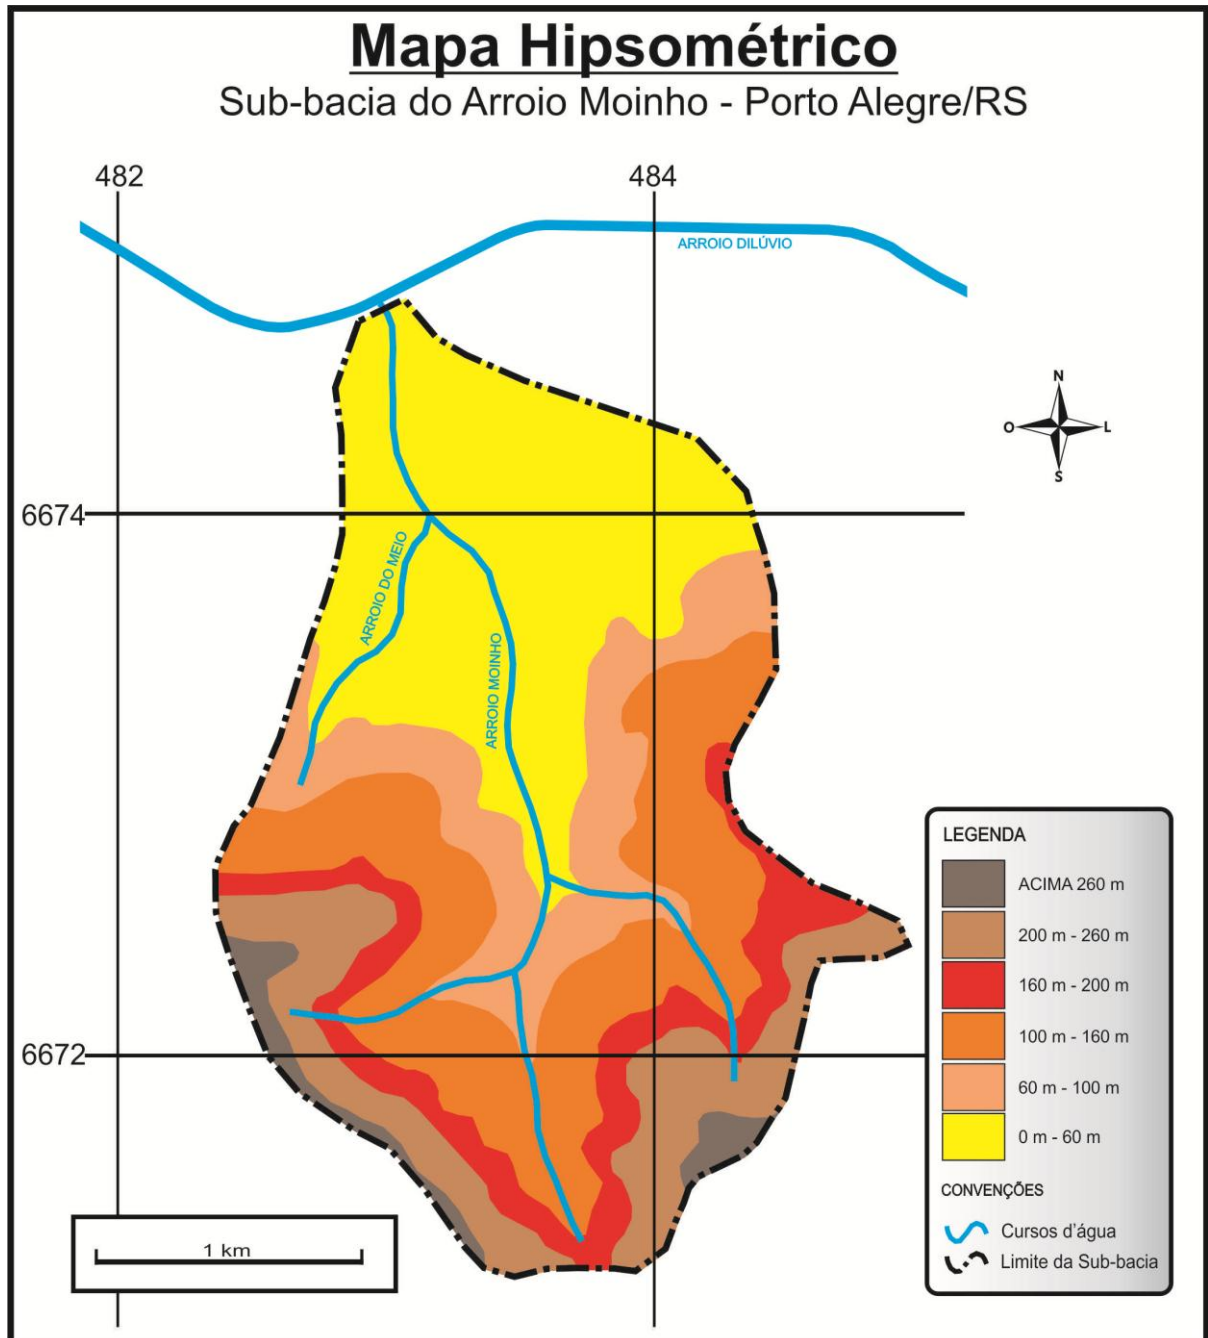 Mapa Hipsométrico
Sub-bacia do Arroio Moinho - Porto Alegre/RS
482
484
ARROIO DILÚVIO
N
O
L
S
6674
ARROIO DO MEIO
ARROIO MOINHO
LEGENDA
ACIMA 260 m
200 m - 260 m
160 m - 200 m
100 m - 160 m
60 m - 100 m
0 m - 60 m
6672
CONVENÇÕES
Cursos d'água
Limite da Sub-bacia
1 km